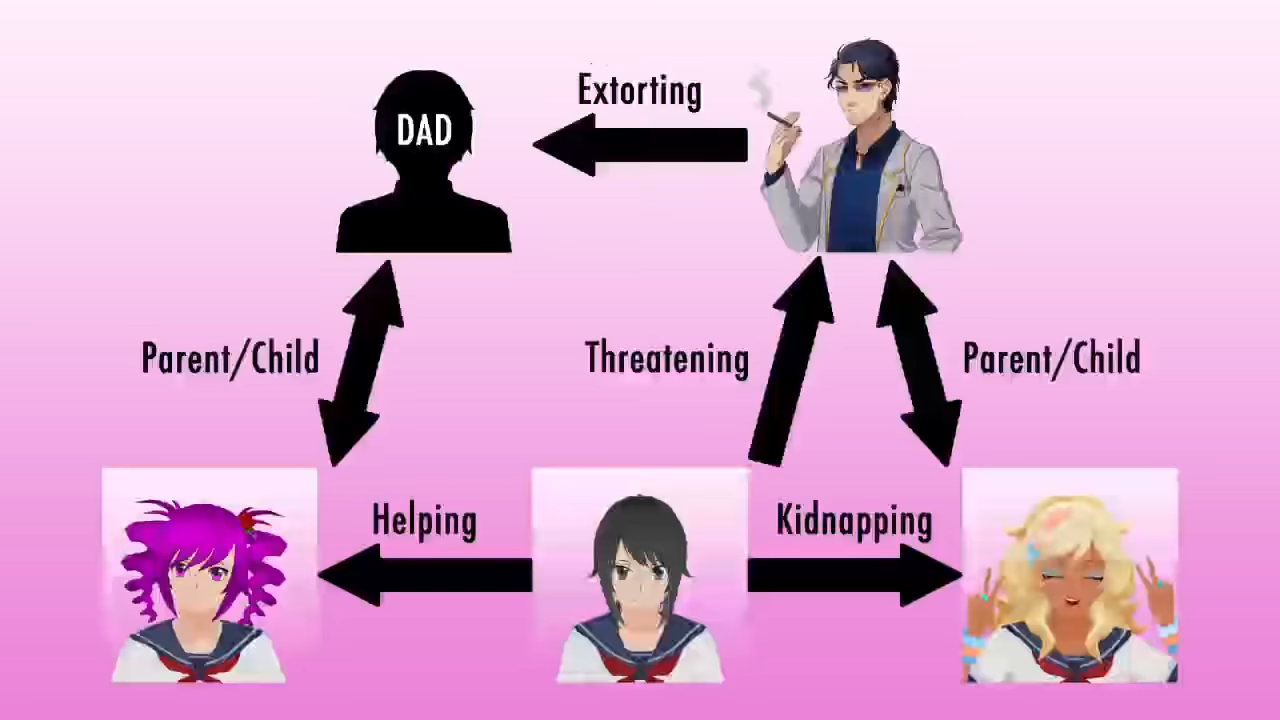 Extorting
DAD
Parent/Child
Threatening
Parent/Child
Helping
Kidnapping